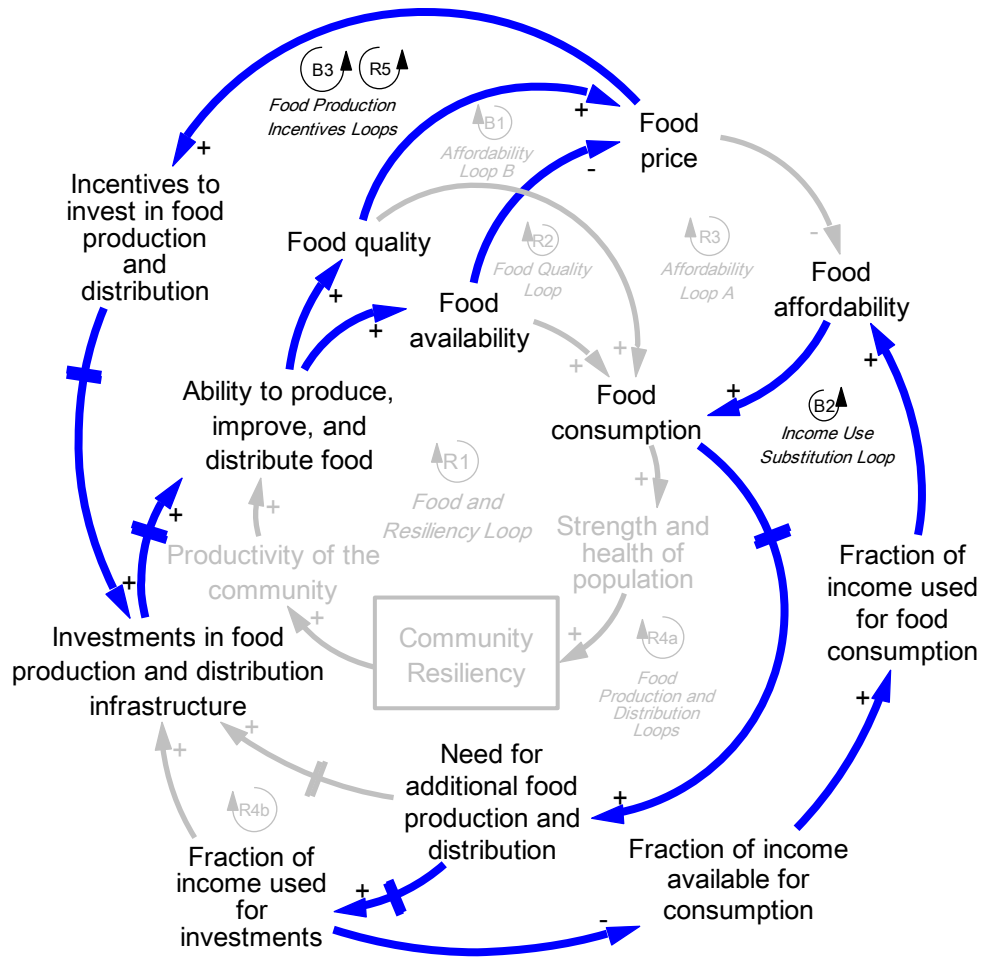 B3
R5
Food Production
Incentives Loops
+
B1
Affordability
Loop B
+
Food
price
-
Incentives to
invest in food
production
and
distribution
Food quality
R2
Food Quality
Loop
R3
Affordability
Loop A
-
Food
affordability
+
Food
availability
+
+
+
+
+
Ability to produce,
improve, and
distribute food
Food
consumption
B2
Income Use
Substitution Loop
R1
Food and
Resiliency Loop
+
+
+
Strength and
health of
population
Productivity of the
community
Fraction of
income used
for food
consumption
+
+
+
Community
Resiliency
R4a
Food
Production and
Distribution
Loops
Investments in food
production and distribution
infrastructure
+
+
+
Need for
additional food
production and
distribution
+
R4b
Fraction of
income used
for
investments
+
-
Fraction of income
available for
consumption